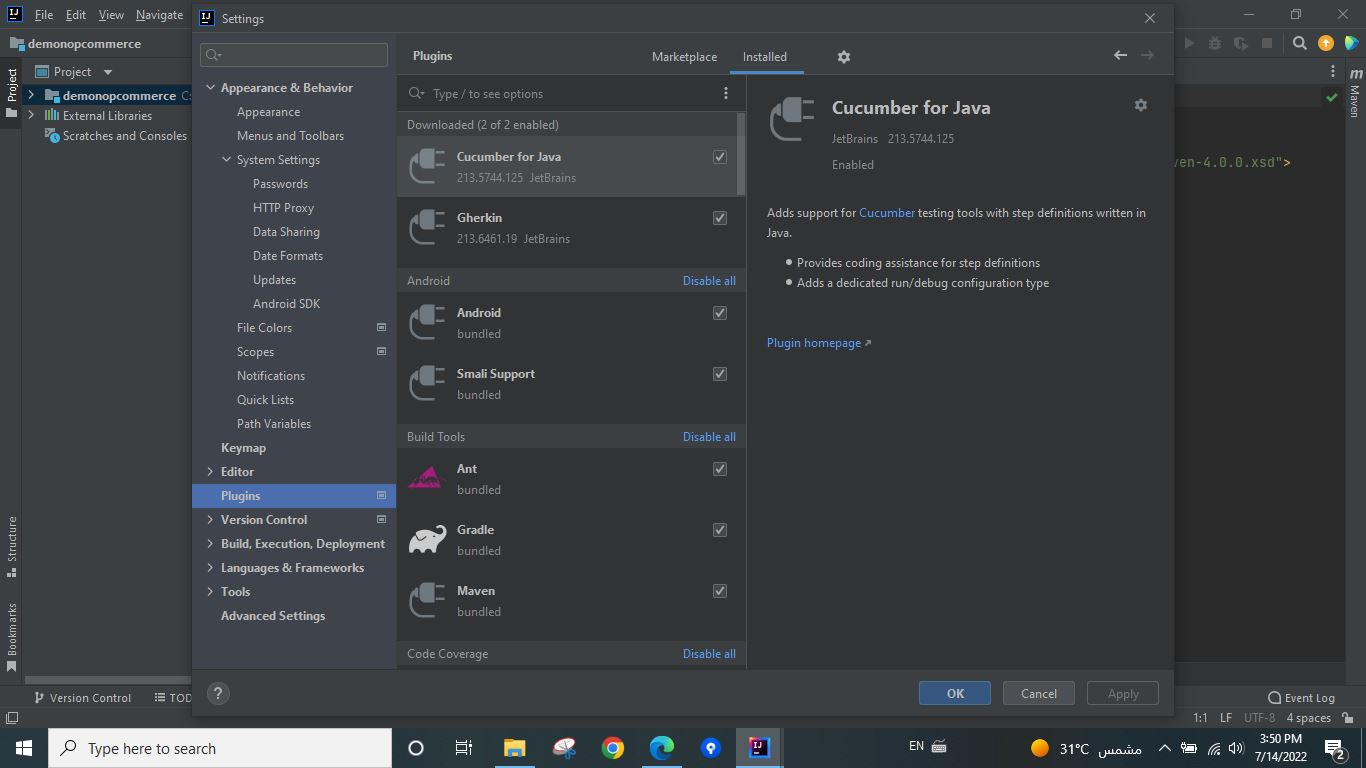 File Edit View Navigate
Settings
demonopcommerce
Project
demonopcommerce
External Libraries
Scratches and Consoles
Project
Structure
Bookmarks
Appearance & Behavior
Appearance
Menus and Toolbars
System Settings
Passwords
HTTP Proxy
Data Sharing
Date Formats
Updates
Android SDK
File Colors
Scopes
Notifications
Quick Lists
Path Variables
Keymap
Editor
Plugins
Version Control
Build, Execution, Deployment
Languages & Frameworks
Tools
Advanced Settings
Plugins
Marketplace
Installed
Type / to see options
Downloaded (2 of 2 enabled)
Cucumber for Java
213.5744.125 JetBrains
Gherkin
213.6461.19 JetBrains
Android Disable all
Android
bundled
Smali Support
bundled
Build Tools Disable all
Ant
bundled
Gradle
bundled
Maven
bundled
Code Coverage Disable all
Cucumber for Java
JetBrains 213.5744.125
Enabled
Adds support for Cucumber testing tools with step definitions written in
Java.
Provides coding assistance for step definitions
Adds a dedicated run/debug configuration type
Plugin homepage
ven-4.0.0.xsd">
Maven
?
OK
Cancel
Apply
Version Control
TOD
Event Log
1:1 LF UTF-8 4 spaces
Type here to search
EN
31°C مشمس
3:50 PM
7/14/2022
2